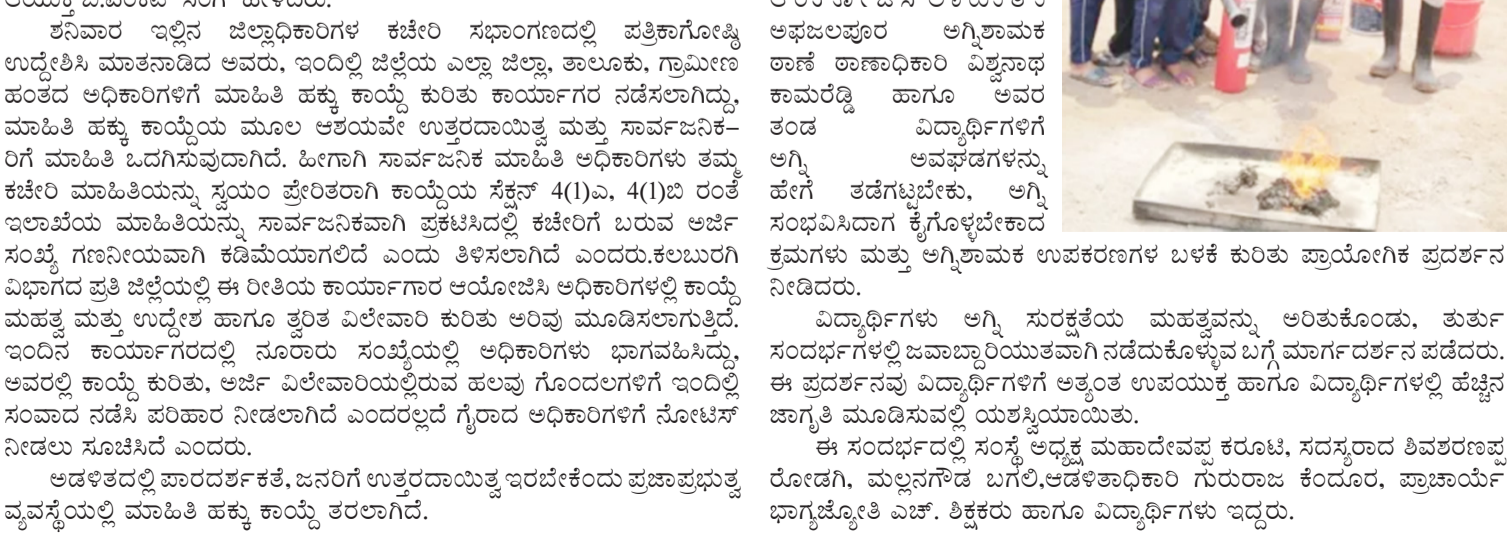 ಶನಿವಾರ ಇಲ್ಲಿನ ಜಿಲ್ಲಾಧಿಕಾರಿಗಳ ಕಚೇರಿ ಸಭಾಂಗಣದಲ್ಲಿ ಪತ್ರಿಕಾಗೋಷ್ಠಿ
ಉದ್ದೇಶಿಸಿ ಮಾತನಾಡಿದ ಅವರು, ಇಂದಿಲ್ಲಿ ಜಿಲ್ಲೆಯ ಎಲ್ಲಾ ಜಿಲ್ಲಾ, ತಾಲೂಕು, ಗ್ರಾಮೀಣ
ಹಂತದ ಅಧಿಕಾರಿಗಳಿಗೆ ಮಾಹಿತಿ ಹಕ್ಕು ಕಾಯ್ದೆ ಕುರಿತು ಕಾರ್ಯಾಗರ ನಡೆಸಲಾಗಿದ್ದು,
ಮಾಹಿತಿ ಹಕ್ಕು ಕಾಯ್ದೆಯ ಮೂಲ ಆಶಯವೇ ಉತ್ತರದಾಯಿತ್ವ ಮತ್ತು ಸಾರ್ವಜನಿಕ–
ರಿಗೆ ಮಾಹಿತಿ ಒದಗಿಸುವುದಾಗಿದೆ. ಹೀಗಾಗಿ ಸಾರ್ವಜನಿಕ ಮಾಹಿತಿ ಅಧಿಕಾರಿಗಳು ತಮ್ಮ
ಕಚೇರಿ ಮಾಹಿತಿಯನ್ನು ಸ್ವಯಂ ಪ್ರೇರಿತರಾಗಿ ಕಾಯ್ದೆಯ ಸೆಕ್ಷನ್ 4(1)ಎ, 4(1)ಬಿ ರಂತೆ
ಇಲಾಖೆಯ ಮಾಹಿತಿಯನ್ನು ಸಾರ್ವಜನಿಕವಾಗಿ ಪ್ರಕಟಿಸಿದಲ್ಲಿ ಕಚೇರಿಗೆ ಬರುವ ಅರ್ಜಿ
ಸಂಖ್ಯೆ ಗಣನೀಯವಾಗಿ ಕಡಿಮೆಯಾಗಲಿದೆ ಎಂದು ತಿಳಿಸಲಾಗಿದೆ ಎಂದರು.ಕಲಬುರಗಿ
ವಿಭಾಗದ ಪ್ರತಿ ಜಿಲ್ಲೆಯಲ್ಲಿ ಈ ರೀತಿಯ ಕಾರ್ಯಾಗಾರ ಆಯೋಜಿಸಿ ಅಧಿಕಾರಿಗಳಲ್ಲಿ ಕಾಯ್ದೆ
ಮಹತ್ವ ಮತ್ತು ಉದ್ದೇಶ ಹಾಗೂ ತ್ವರಿತ ವಿಲೇವಾರಿ ಕುರಿತು ಅರಿವು ಮೂಡಿಸಲಾಗುತ್ತಿದೆ.
ಇಂದಿನ ಕಾರ್ಯಾಗರದಲ್ಲಿ ನೂರಾರು ಸಂಖ್ಯೆಯಲ್ಲಿ ಅಧಿಕಾರಿಗಳು ಭಾಗವಹಿಸಿದ್ದು,
ಅವರಲ್ಲಿ ಕಾಯ್ದೆ ಕುರಿತು, ಅರ್ಜಿ ವಿಲೇವಾರಿಯಲ್ಲಿರುವ ಹಲವು ಗೊಂದಲಗಳಿಗೆ ಇಂದಿಲ್ಲಿ
ಸಂವಾದ ನಡೆಸಿ ಪರಿಹಾರ ನೀಡಲಾಗಿದೆ ಎಂದರಲ್ಲದೆ ಗೈರಾದ ಅಧಿಕಾರಿಗಳಿಗೆ ನೋಟಿಸ್
ನೀಡಲು ಸೂಚಿಸಿದೆ ಎಂದರು.
ಅಡಳಿತದಲ್ಲಿ ಪಾರದರ್ಶಕತೆ, ಜನರಿಗೆ ಉತ್ತರದಾಯಿತ್ವ ಇರಬೇಕೆಂದು ಪ್ರಜಾಪ್ರಭುತ್ವ
ವ್ಯವಸ್ಥೆಯಲ್ಲಿ ಮಾಹಿತಿ ಹಕ್ಕು ಕಾಯ್ದೆ ತರಲಾಗಿದೆ.
ಅಫಜಲಪೂರ ಅಗ್ನಿಶಾಮಕ
ಠಾಣೆ ಠಾಣಾಧಿಕಾರಿ ವಿಶ್ವನಾಥ
ಕಾಮರೆಡ್ಡಿ ಹಾಗೂ ಅವರ
ತಂಡ ವಿದ್ಯಾರ್ಥಿಗಳಿಗೆ
ಅಗ್ನಿ ಅವಘಡಗಳನ್ನು
ಹೇಗೆ ತಡೆಗಟ್ಟಬೇಕು, ಅಗ್ನಿ
ಸಂಭವಿಸಿದಾಗ ಕೈಗೊಳ್ಳಬೇಕಾದ
ಕ್ರಮಗಳು ಮತ್ತು ಅಗ್ನಿಶಾಮಕ ಉಪಕರಣಗಳ ಬಳಕೆ ಕುರಿತು ಪ್ರಾಯೋಗಿಕ ಪ್ರದರ್ಶನ
ನೀಡಿದರು.
ವಿದ್ಯಾರ್ಥಿಗಳು ಅಗ್ನಿ ಸುರಕ್ಷತೆಯ ಮಹತ್ವವನ್ನು ಅರಿತುಕೊಂಡು, ತುರ್ತು
ಸಂದರ್ಭಗಳಲ್ಲಿ ಜವಾಬ್ದಾರಿಯುತವಾಗಿ ನಡೆದುಕೊಳ್ಳುವ ಬಗ್ಗೆ ಮಾರ್ಗದರ್ಶನ ಪಡೆದರು.
ಈ ಪ್ರದರ್ಶನವು ವಿದ್ಯಾರ್ಥಿಗಳಿಗೆ ಅತ್ಯಂತ ಉಪಯುಕ್ತ ಹಾಗೂ ವಿದ್ಯಾರ್ಥಿಗಳಲ್ಲಿ ಹೆಚ್ಚಿನ
ಜಾಗೃತಿ ಮೂಡಿಸುವಲ್ಲಿ ಯಶಸ್ವಿಯಾಯಿತು.
ಈ ಸಂದರ್ಭದಲ್ಲಿ ಸಂಸ್ಥೆ ಅಧ್ಯಕ್ಷ ಮಹಾದೇವಪ್ಪ ಕರೂಟಿ, ಸದಸ್ಯರಾದ ಶಿವಶರಣಪ್ಪ
ರೋಡಗಿ, ಮಲ್ಲನಗೌಡ ಬಗಲಿ,ಆಡಳಿತಾಧಿಕಾರಿ ಗುರುರಾಜ ಕೆಂದೂರ, ಪ್ರಾಚಾರ್ಯೆ
ಭಾಗ್ಯಜ್ಯೋತಿ ಎಚ್. ಶಿಕ್ಷಕರು ಹಾಗೂ ವಿದ್ಯಾರ್ಥಿಗಳು ಇದ್ದರು.